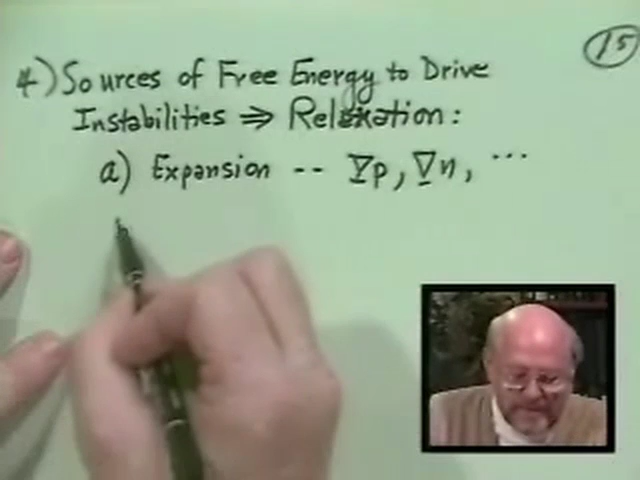 15
4) Sources of Free Energy to Drive
Instabilities ⇒ Relaxation:
a) Expansion -- ∇p, ∇n, ...